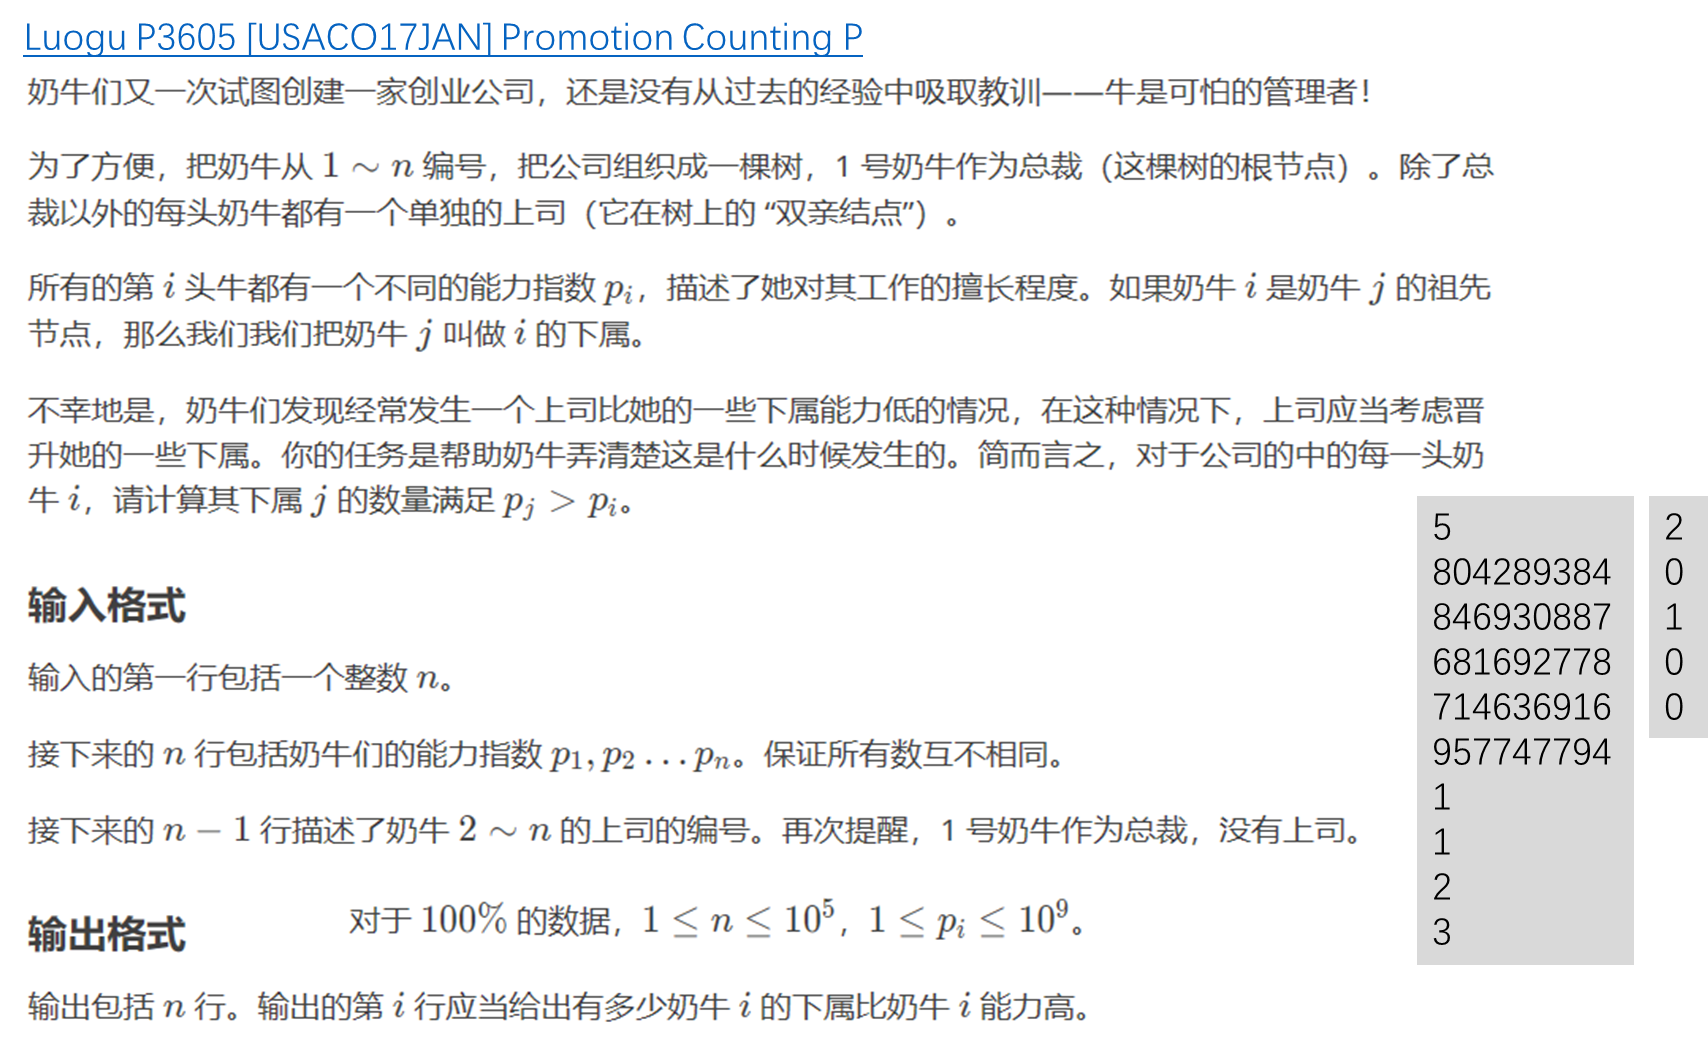 Luogu P3605 [USACO17JAN] Promotion Counting P
奶牛们又一次试图创建一家创业公司，还是没有从过去的经验中吸取教训——牛是可怕的管理者！
为了方便，把奶牛从 1 ∼ n 编号，把公司组织成一棵树，1 号奶牛作为总裁（这棵树的根节点）。除了总
裁以外的每头奶牛都有一个单独的上司（它在树上的 “双亲结点”）。
所有的第 i 头牛都有一个不同的能力指数 p_i，描述了她对其工作的擅长程度。如果奶牛 i 是奶牛 j 的祖先
节点，那么我们我们把奶牛 j 叫做 i 的下属。
不幸地是，奶牛们发现经常发生一个上司比她的一些下属能力低的情况，在这种情况下，上司应当考虑晋
升她的一些下属。你的任务是帮助奶牛弄清楚这是什么时候发生的。简而言之，对于公司的中的每一头奶
牛 i，请计算其下属 j 的数量满足 p_j > p_i。
输入格式
输入的第一行包括一个整数 n。
接下来的 n 行包括奶牛们的能力指数 p_1, p_2 … p_n。保证所有数互不相同。
接下来的 n − 1 行描述了奶牛 2 ∼ n 的上司的编号。再次提醒，1 号奶牛作为总裁，没有上司。
输出格式
对于 100% 的数据，1 ≤ n ≤ 10^5，1 ≤ p_i ≤ 10^9。
输出包括 n 行。输出的第 i 行应当给出有多少奶牛 i 的下属比奶牛 i 能力高。
5
804289384
846930887
681692778
714636916
957747794
1
1
2
3
2
0
1
0
0